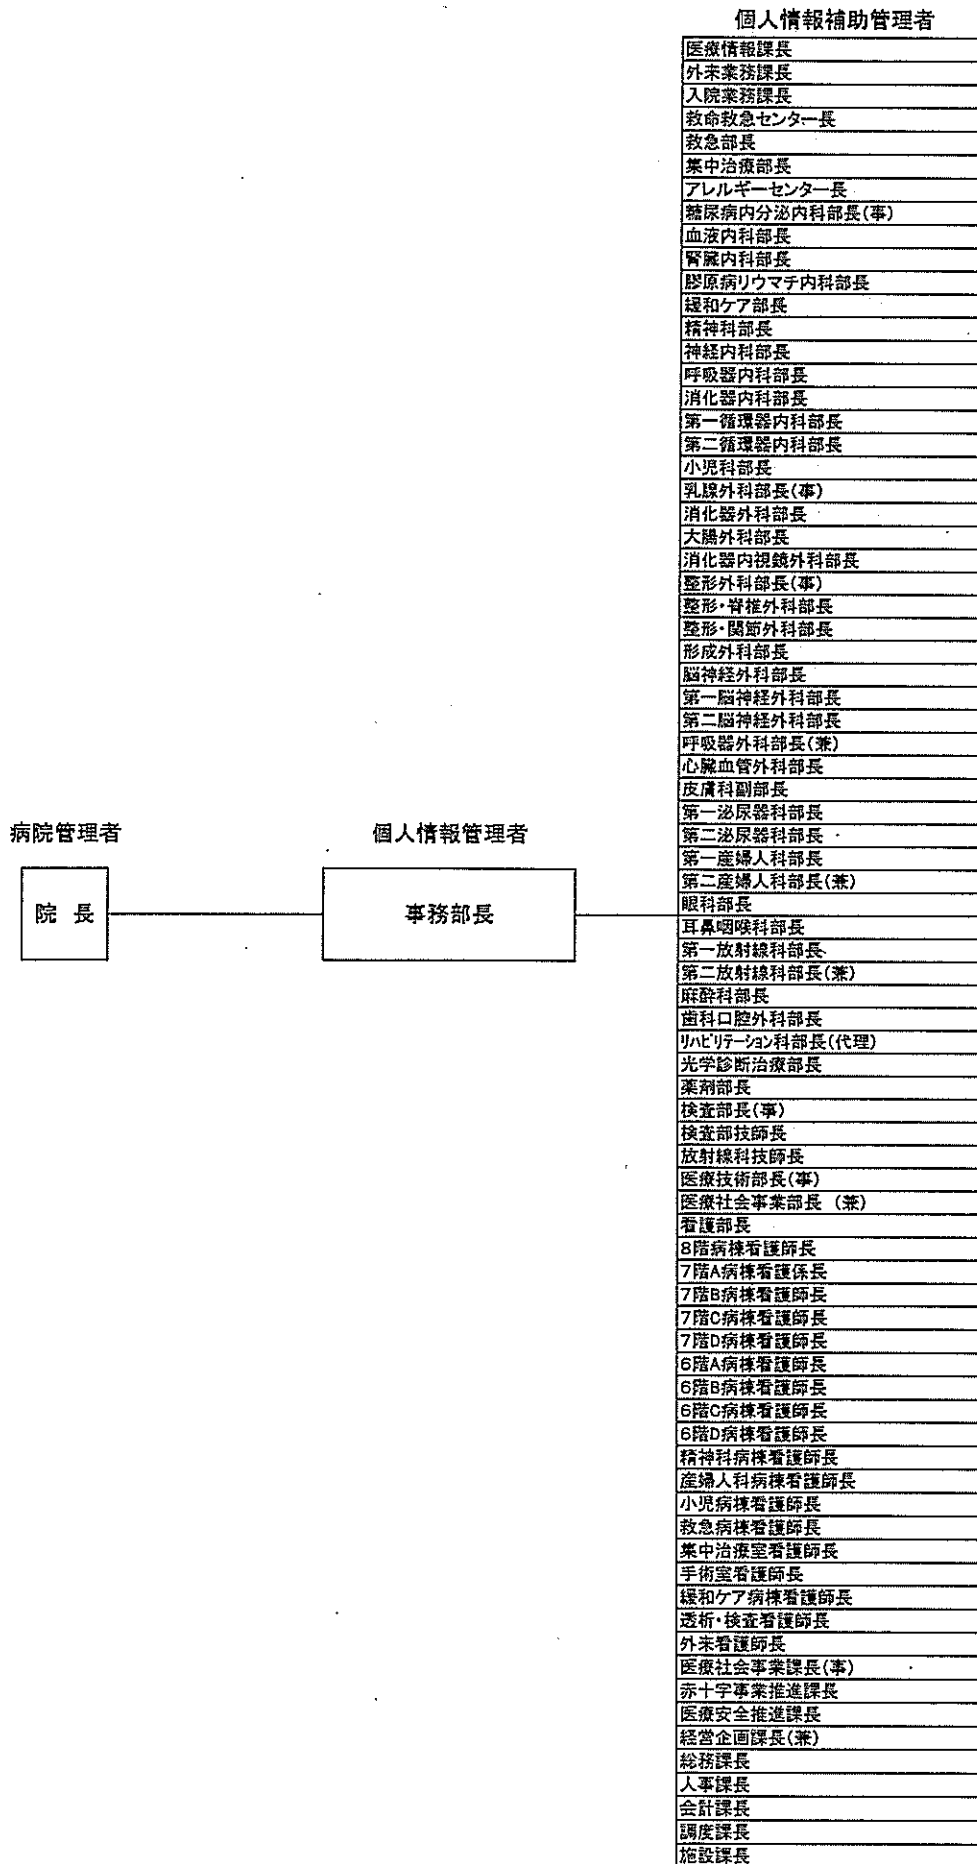 個人情報補助管理者
医療情報課長
外来業務課長
入院業務課長
救命救急センター長
救急部長
集中治療部長
アレルギーセンター長
糖尿病内分泌内科部長(事)
血液内科部長
腎臓内科部長
膠原病リウマチ内科部長
緩和ケア部長
精神科部長
神経内科部長
呼吸器内科部長
消化器内科部長
第一循環器内科部長
第二循環器内科部長
小児科部長
乳腺外科部長(事)
消化器外科部長
大腸外科部長
消化器内視鏡外科部長
整形外科部長(事)
整形・脊椎外科部長
整形・関節外科部長
形成外科部長
脳神経外科部長
第一脳神経外科部長
第二脳神経外科部長
呼吸器外科部長(兼)
心臓血管外科部長
皮膚科副部長
第一泌尿器科部長
第二泌尿器科部長
第一産婦人科部長
第二産婦人科部長(兼)
眼科部長
耳鼻咽喉科部長
第一放射線科部長
第二放射線科部長(兼)
麻酔科部長
歯科口腔外科部長
リハビリテーション科部長(代理)
光学診断治療部長
薬剤部長
検査部長(事)
検査部技師長
放射線科技師長
医療技術部長(事)
医療社会事業部長 (兼)
看護部長
8階病棟看護師長
7階A病棟看護係長
7階B病棟看護師長
7階C病棟看護師長
7階D病棟看護師長
6階A病棟看護師長
6階B病棟看護師長
6階C病棟看護師長
6階D病棟看護師長
精神科病棟看護師長
産婦人科病棟看護師長
小児病棟看護師長
救急病棟看護師長
集中治療室看護師長
手術室看護師長
緩和ケア病棟看護師長
透析・検査看護師長
外来看護師長
医療社会事業課長(事)
赤十字事業推進課長
医療安全推進課長
経営企画課長(兼)
総務課長
人事課長
会計課長
調度課長
施設課長
病院管理者
院 長
個人情報管理者
事務部長